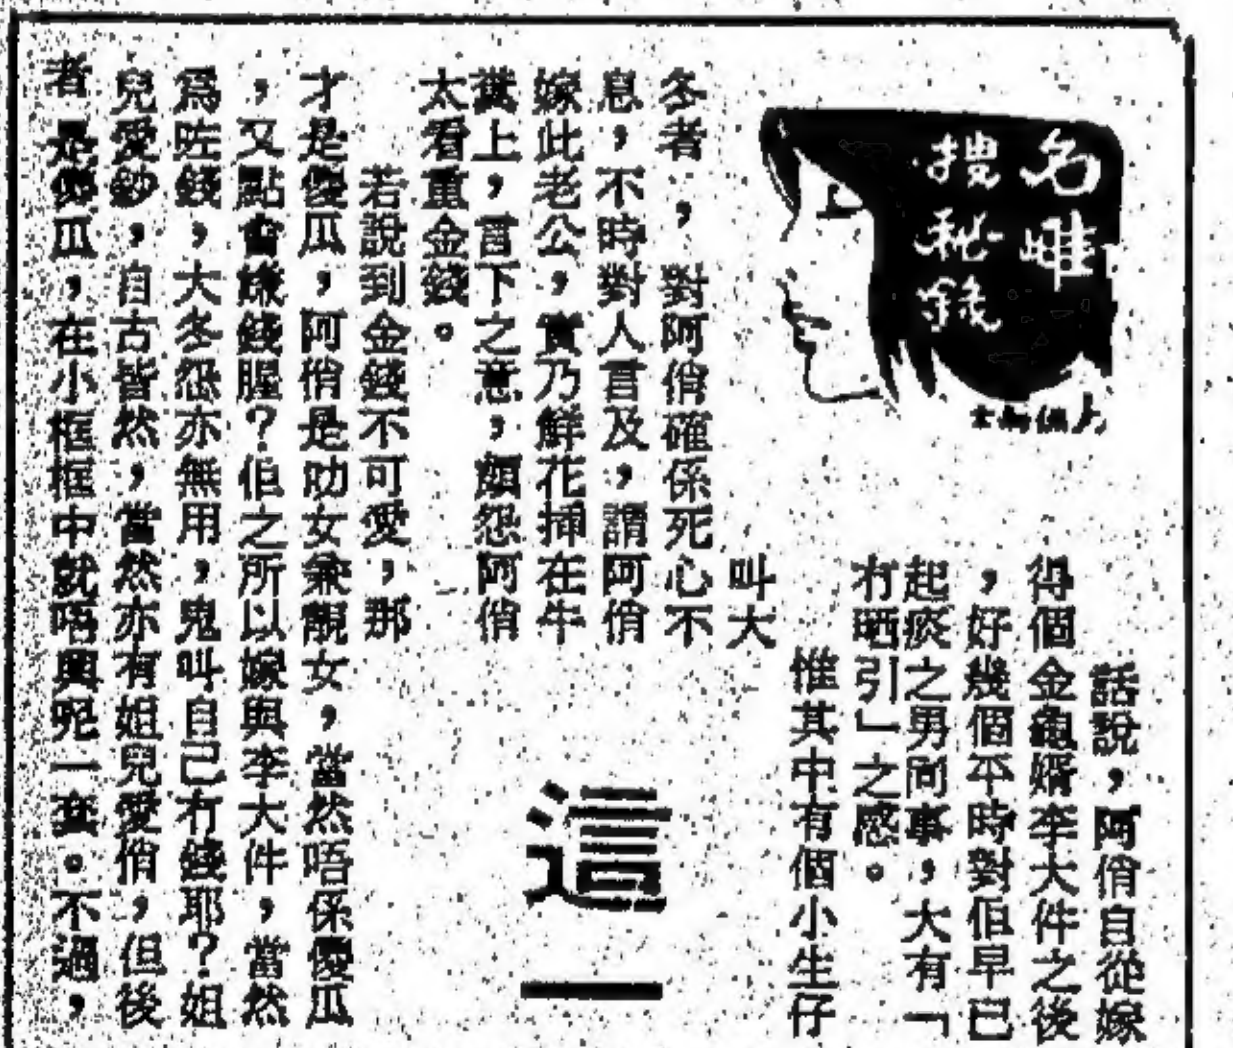 名雌
搜秘錄
話說，阿俏自從嫁
得個金龜婿李大件之後
，好幾個平時對佢早已
起痰之男同事，大有「
冇晒引」之感。
惟其中有個小生仔
叫大
冬者，對阿俏確係死心不
息，不時對人言及，謂阿俏
嫁此老公，實乃鮮花揷在牛
糞上，言下之意，頗怨阿俏
太看重金錢。
若說到金錢不可愛，那
才是傻瓜，阿俏是叻女兼靚女，當然唔係傻瓜
，又點會嫌錢腥？佢之所以嫁與李大件，當然
爲咗錢，大冬怨亦無用，鬼叫自己冇錢耶？姐
兒愛鈔，自古皆然，當然亦有姐兒愛俏，但後
者是傻瓜，在小框框中就唔興呢一套。不過，
這一